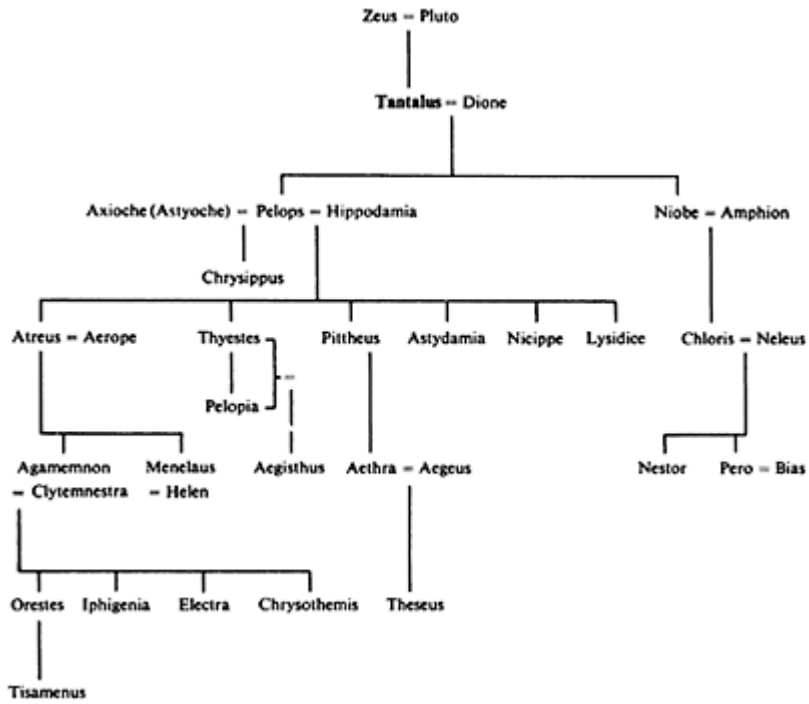 Zeus = Pluto
Tantalus = Dione
Axioche (Astyoche) = Pelops = Hippodamia
Niobe = Amphion
Chrysippus
Atreus = Aerope
Thyestes
Pittheus
Astydamia
Nicippe
Lysidice
Chloris = Neleus
=
Pelopia
Agamemnon
= Clytemnestra
Menelaus
= Helen
Aegisthus
Aethra = Aegeus
Nestor
Pero = Bias
Orestes
Iphigenia
Electra
Chrysothemis
Theseus
Tisamenus